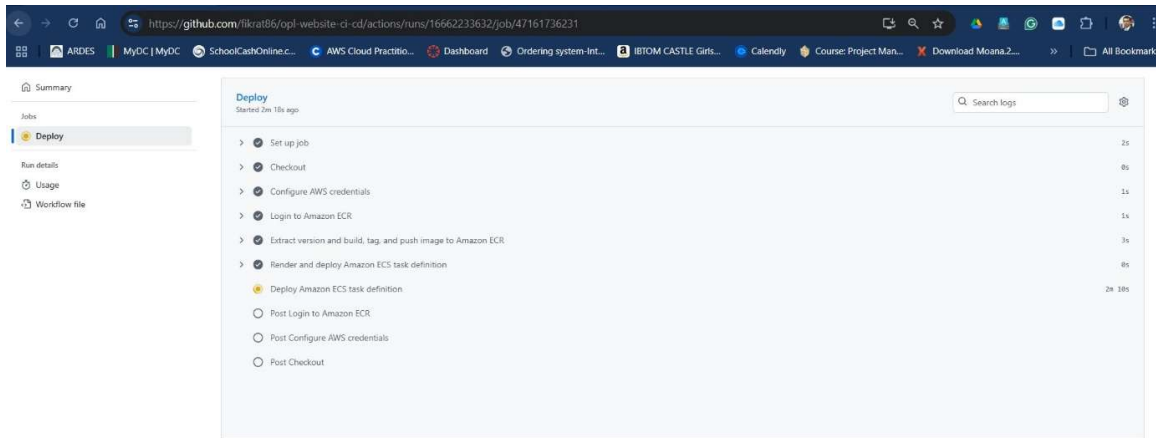 https://github.com/fikrat86/opl-website-ci-cd/actions/runs/16662233632/job/47161736231
ARDES MyDC | MyDC SchoolCashOnline.c... AWS Cloud Practitio... Dashboard Ordering system-Int... IBTOM CASTLE Girls... Calendly Course: Project Man... Download Moana.2.... » All Bookmark
Summary
Jobs
Deploy
Run details
Usage
Workflow file
Deploy
Started 2m 18s ago
Search logs
Set up job 2s
Checkout 0s
Configure AWS credentials 1s
Login to Amazon ECR 1s
Extract version and build, tag, and push image to Amazon ECR 3s
Render and deploy Amazon ECS task definition 0s
Deploy Amazon ECS task definition 2m 10s
Post Login to Amazon ECR
Post Configure AWS credentials
Post Checkout